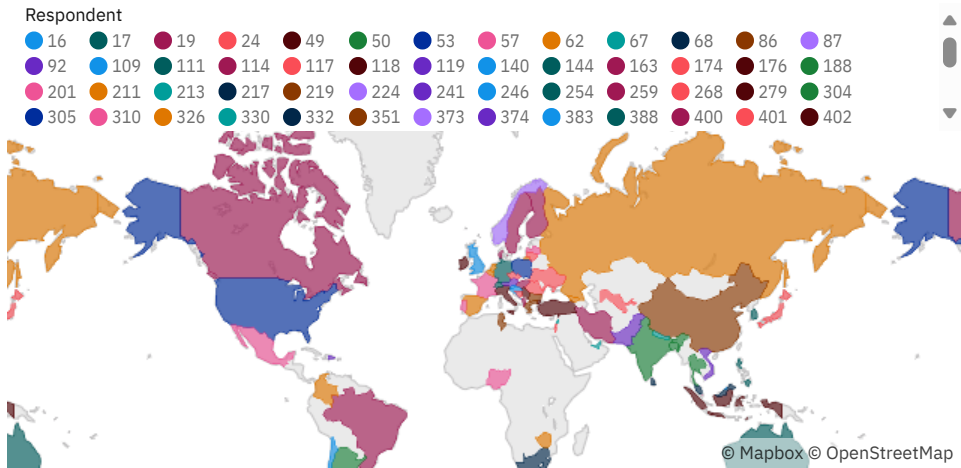 Respondent
16 17 19 24 49 50 53 57 62 67 68 86 87
92 109 111 114 117 118 119 140 144 163 174 176 188
201 211 213 217 219 224 241 246 254 259 268 279 304
305 310 326 330 332 351 373 374 383 388 400 401 402
© Mapbox © OpenStreetMap